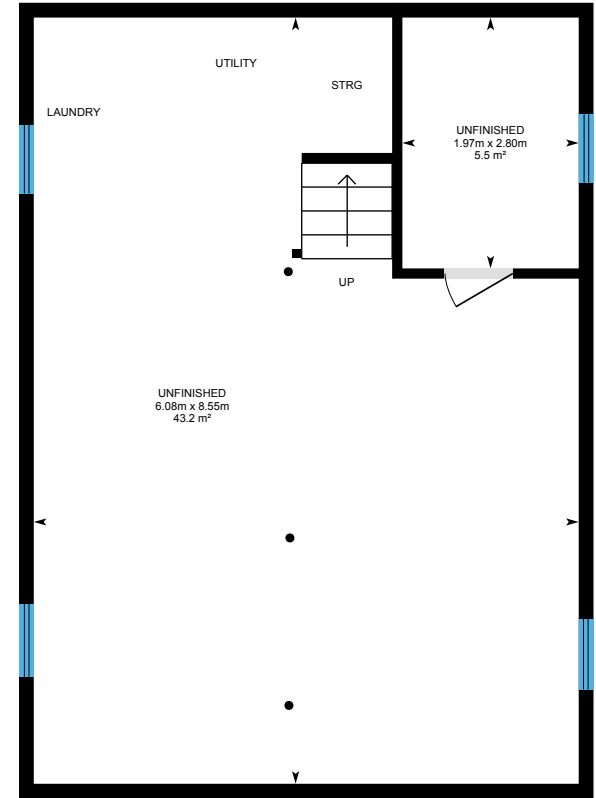 UTILITY
STRG
LAUNDRY
UNFINISHED
1.97m x 2.80m
5.5 m²
UP
UNFINISHED
6.08m x 8.55m
43.2 m²